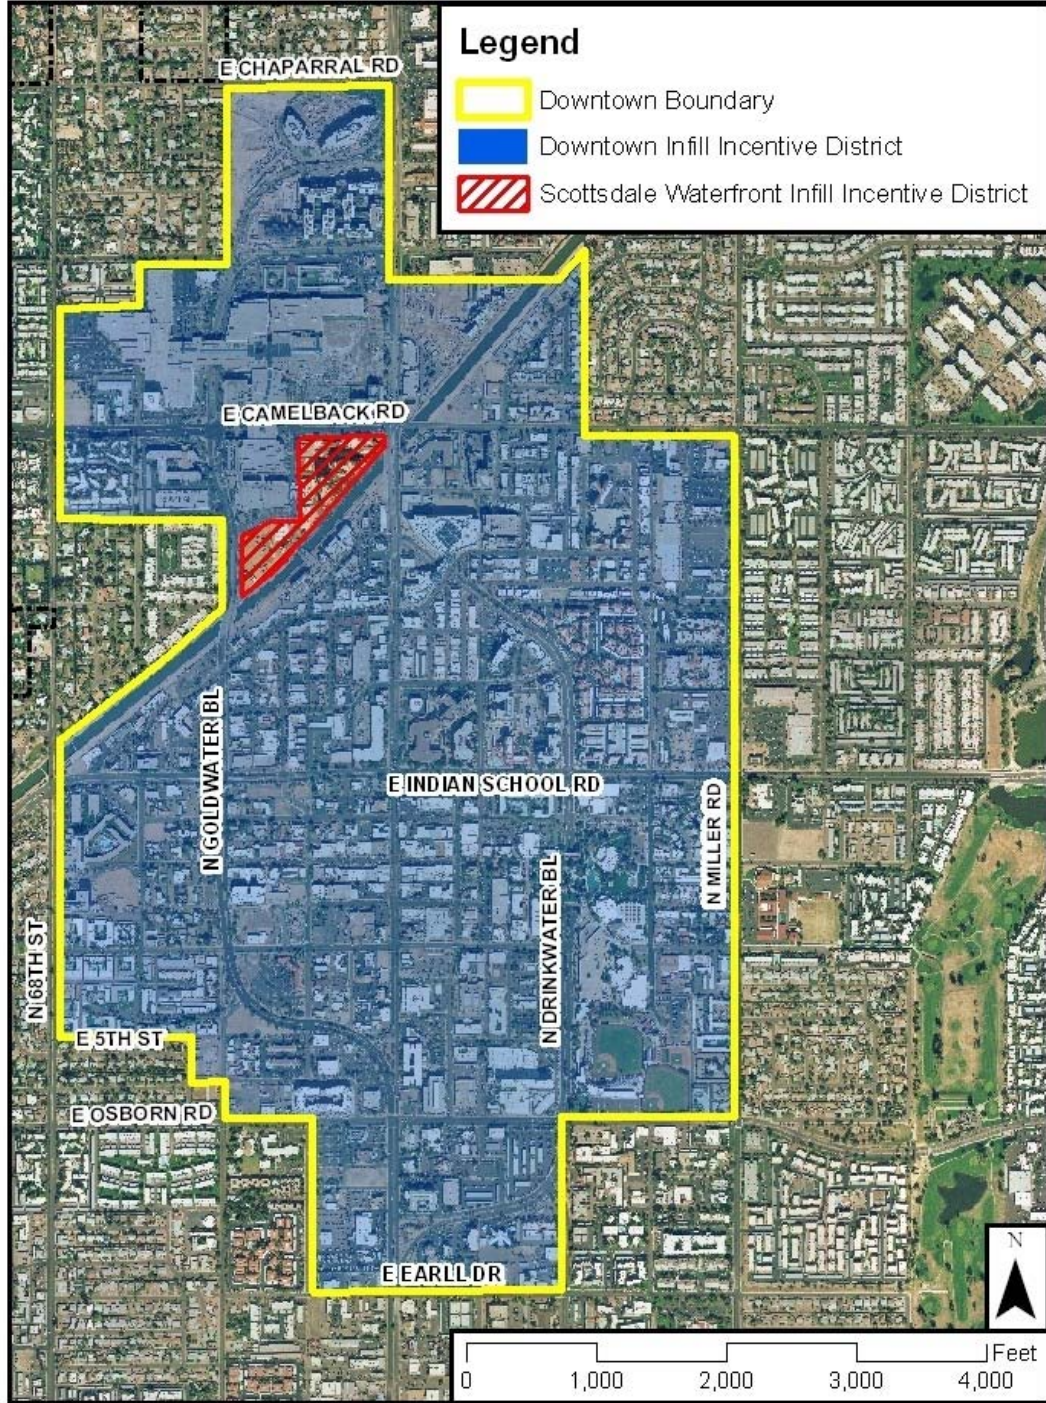 Legend
Downtown Boundary
Downtown Infill Incentive District
Scottsdale Waterfront Infill Incentive District
E CHAPARRAL RD
E CAMELBACK RD
N GOLDWATER BL
E INDIAN SCHOOL RD
N MILLER RD
N DRINKWATER BL
N 68TH ST
E 5TH ST
E OSBORN RD
E EARLL DR
N
Feet
0 1,000 2,000 3,000 4,000